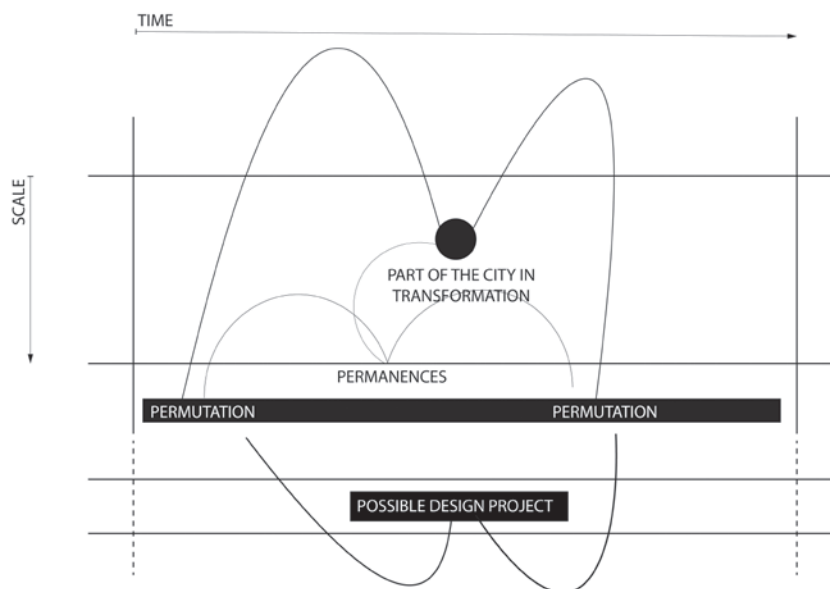 TIME
SCALE
PART OF THE CITY IN
TRANSFORMATION
PERMANENCES
PERMUTATION
PERMUTATION
POSSIBLE DESIGN PROJECT